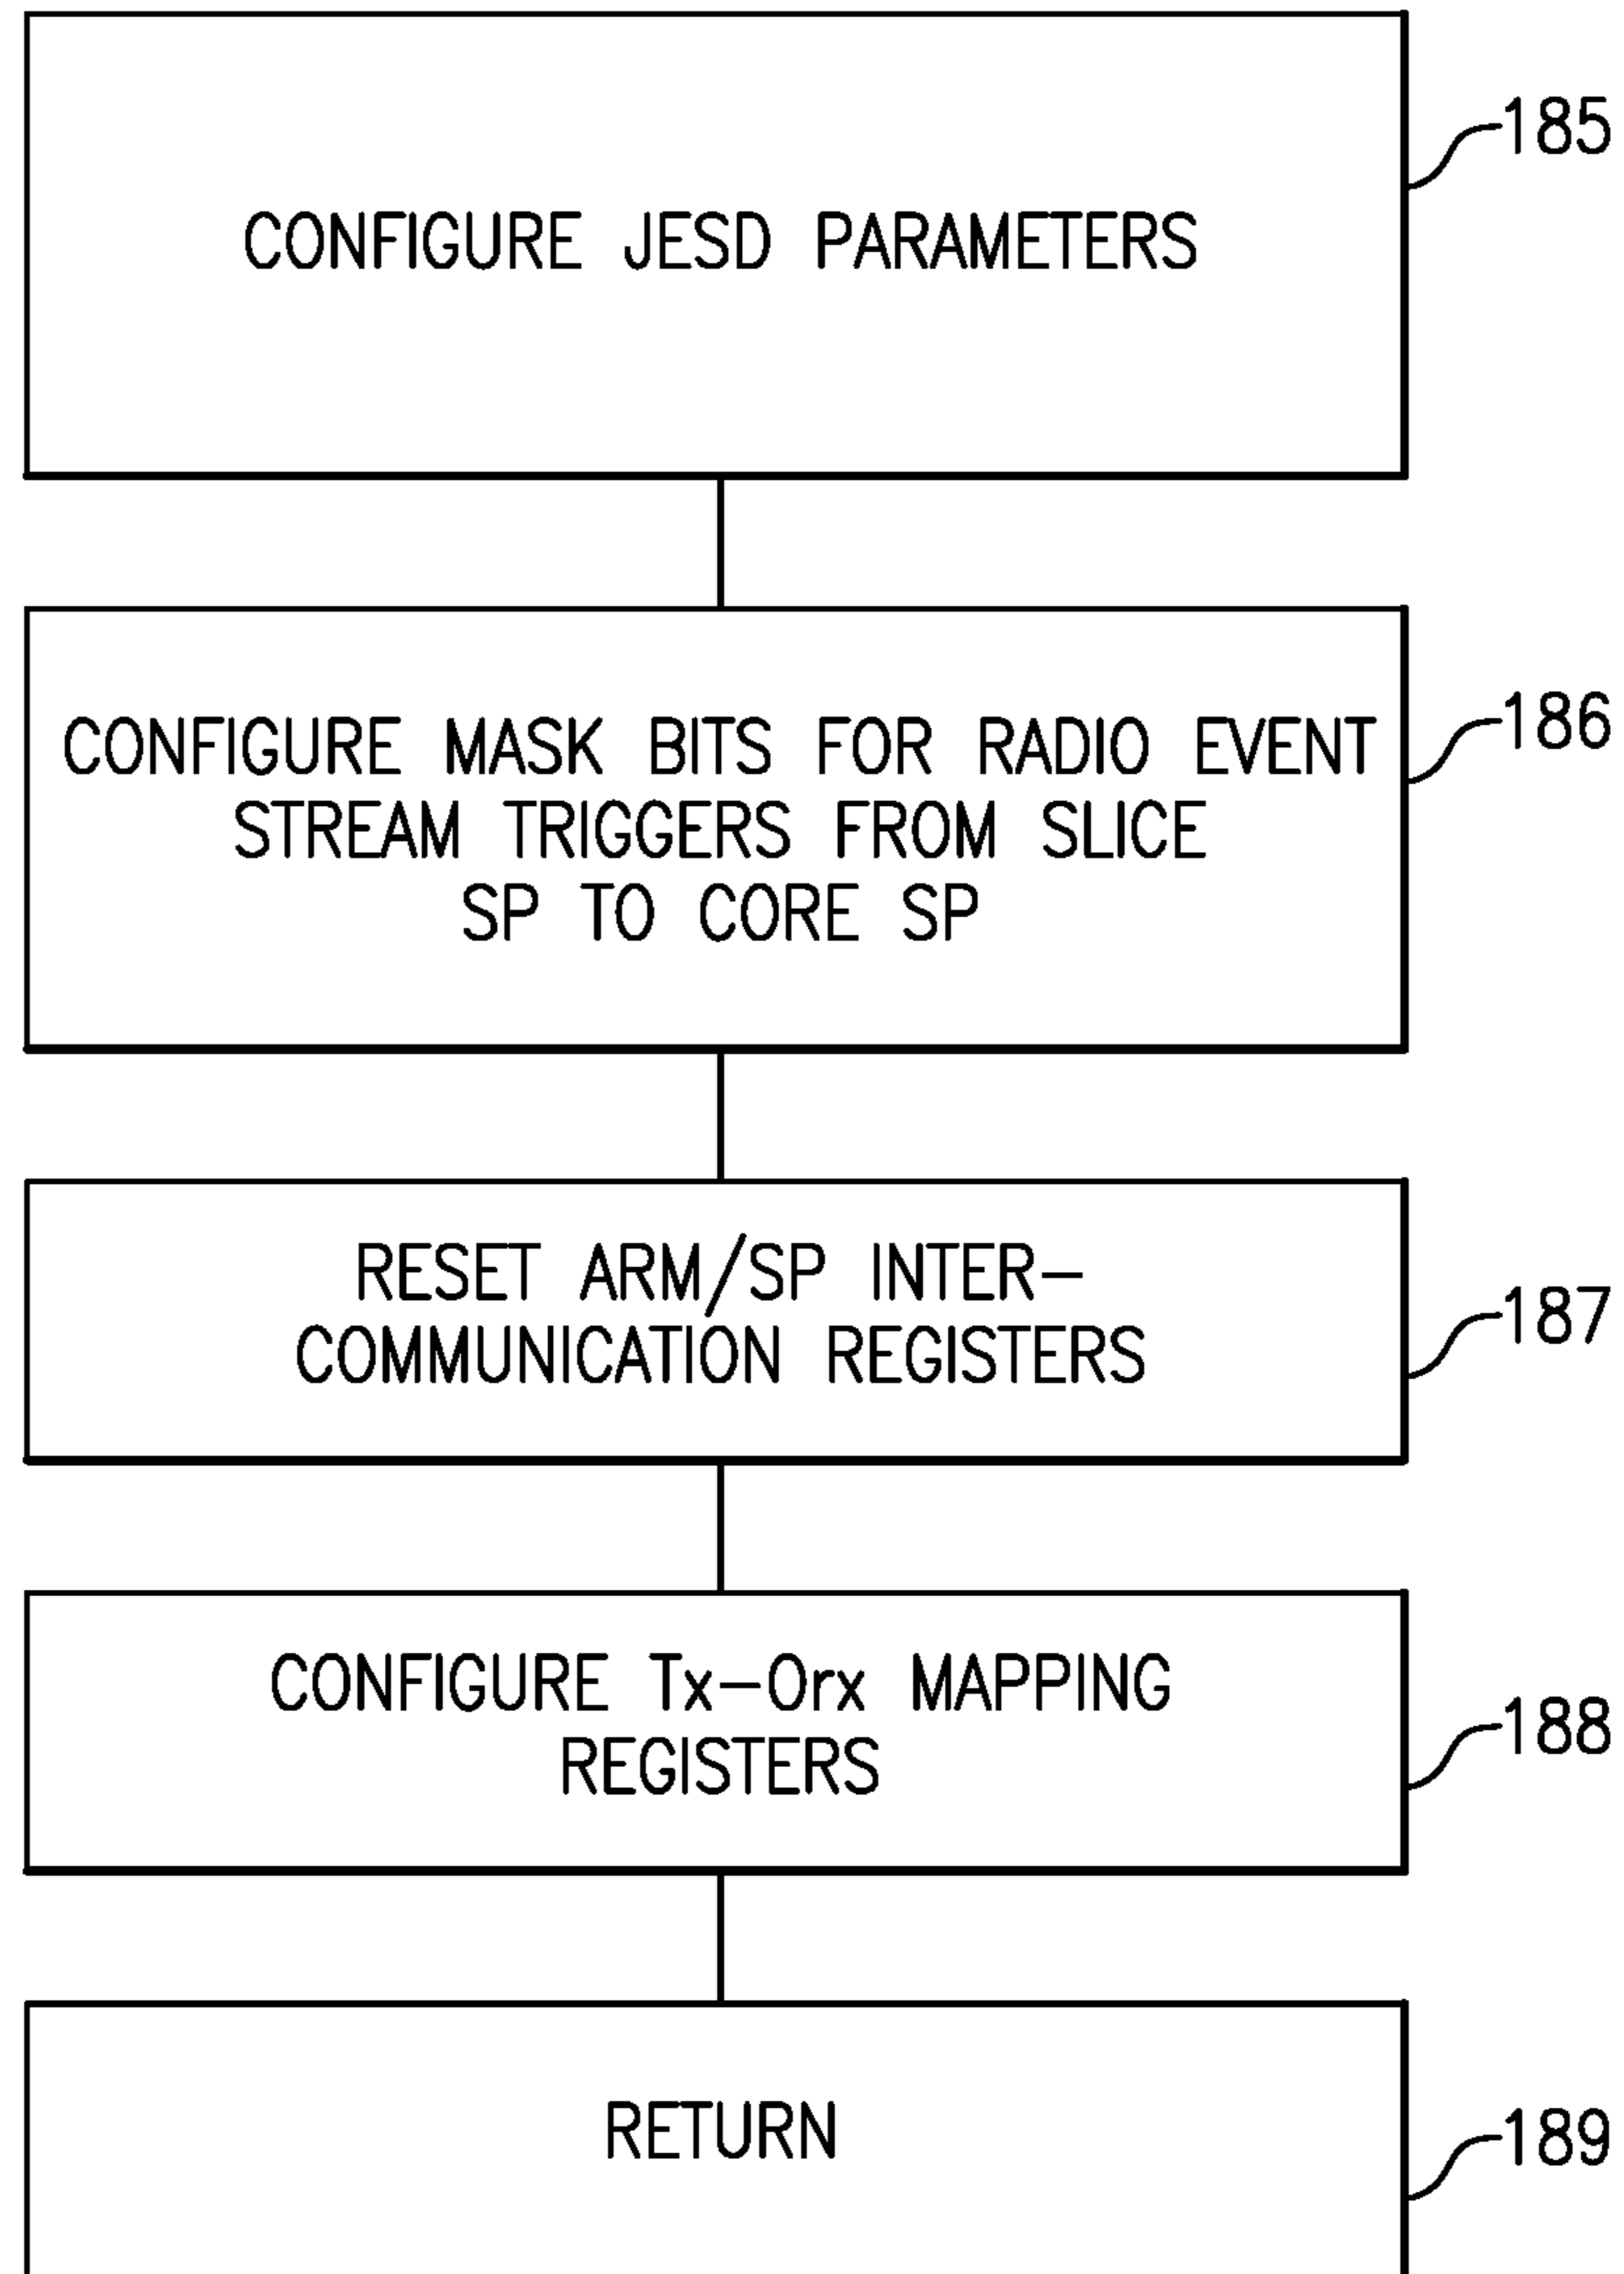 CONFIGURE JESD PARAMETERS
185
CONFIGURE MASK BITS FOR RADIO EVENT
STREAM TRIGGERS FROM SLICE
SP TO CORE SP
186
RESET ARM/SP INTER-
COMMUNICATION REGISTERS
187
CONFIGURE Tx-Orx MAPPING
REGISTERS
188
RETURN
189